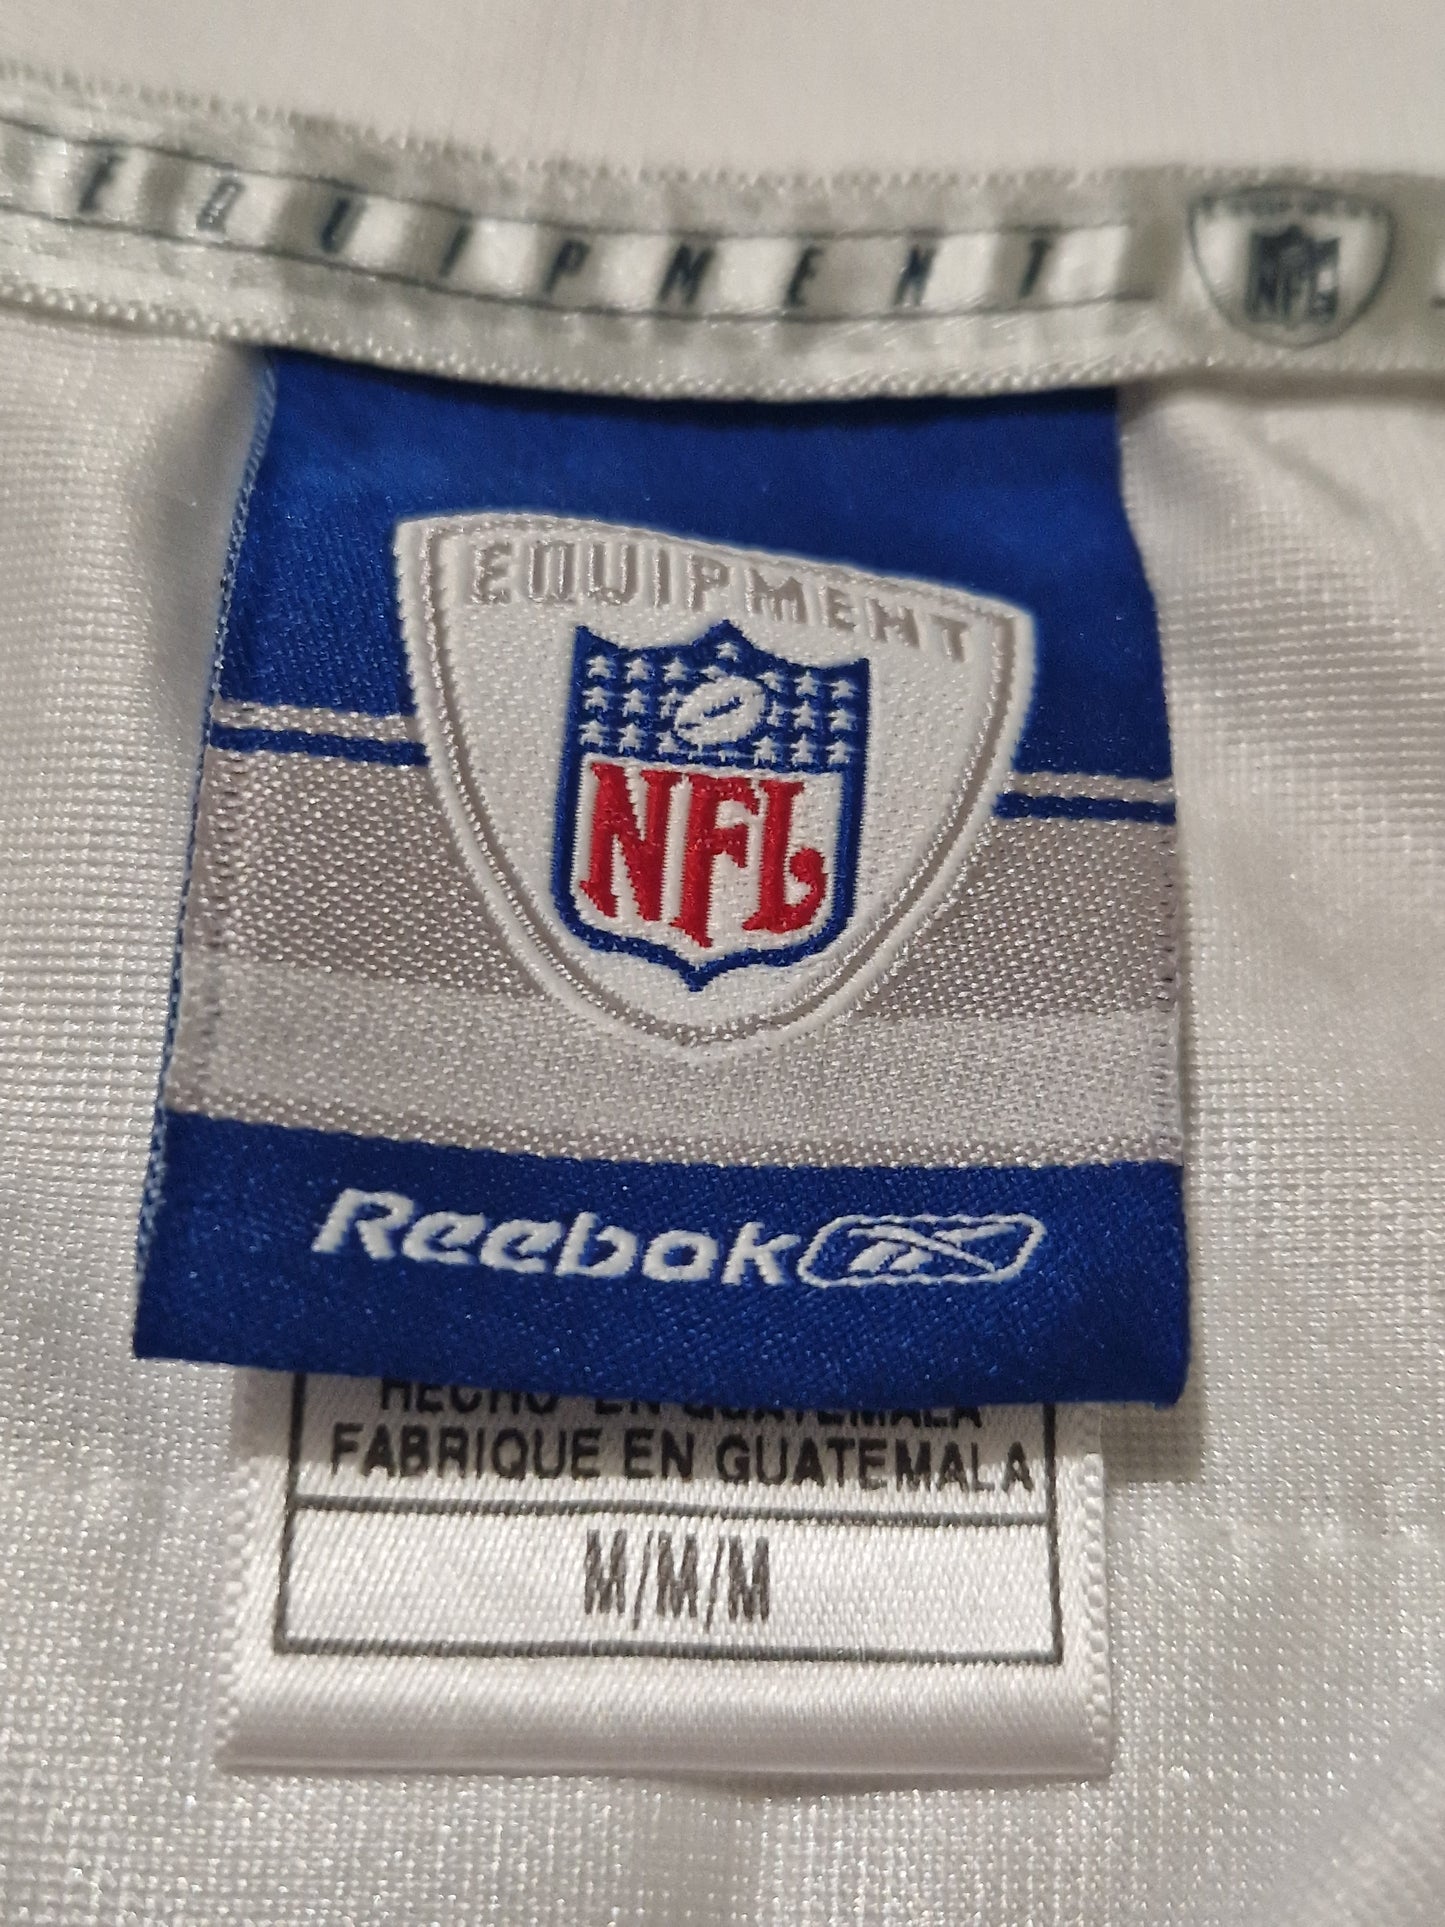 EQUIPMENT NFL
EQUIPMENT
NFL
Reebok
HECHO EN GUATEMALA
FABRIQUE EN GUATEMALA
M/M/M